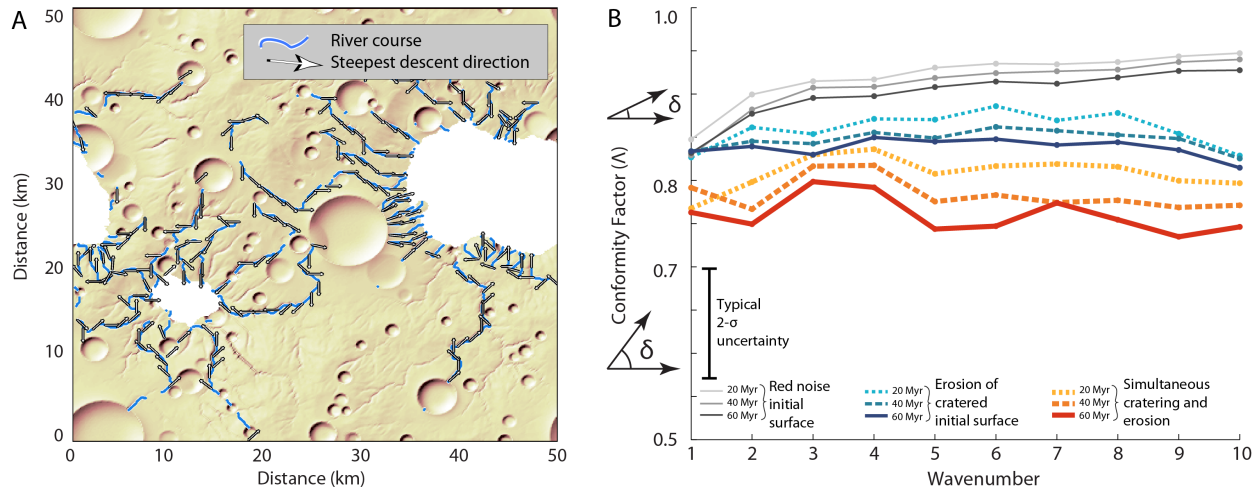 A
50
40
30
20
10
0
Distance (km)
River course
Steepest descent direction
0
10
20
30
40
50
Distance (km)
B
1.0
0.8
0.7
0.5
Conformity Factor (Λ)
δ
δ
Typical
2-σ
uncertainty
20 Myr
40 Myr
60 Myr
Red noise
initial
surface
20 Myr
40 Myr
60 Myr
Erosion of
cratered
initial surface
20 Myr
40 Myr
60 Myr
Simultaneous
cratering and
erosion
1
2
3
4
5
6
7
8
9
10
Wavenumber